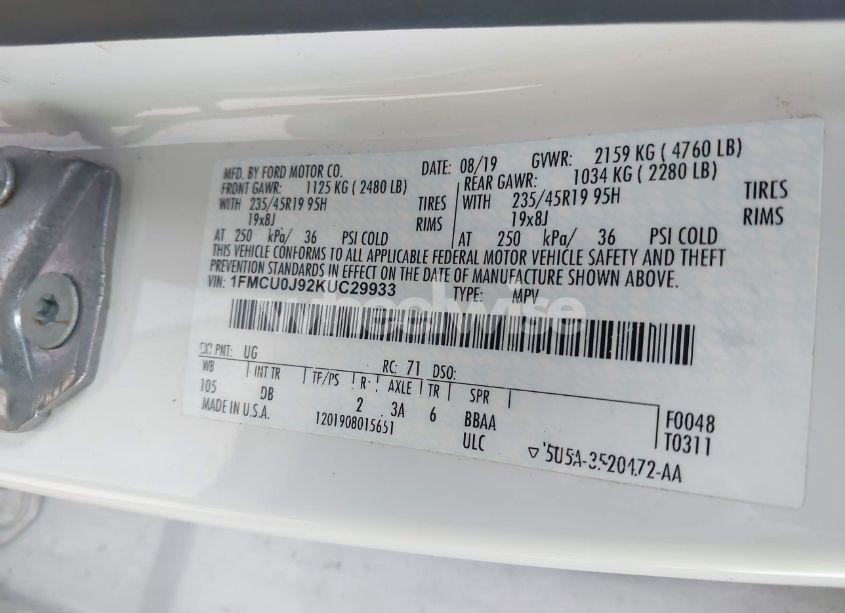 MFD. BY FORD MOTOR CO. DATE: 08/19 GVWR: 2159 KG ( 4760 LB)
FRONT GAWR: 1125 KG ( 2480 LB) REAR GAWR: 1034 KG ( 2280 LB)
WITH 235/45R19 95H TIRES WITH 235/45R19 95H TIRES
19x8J RIMS 19x8J RIMS
AT 250 kPa/ 36 PSI COLD AT 250 kPa/ 36 PSI COLD
THIS VEHICLE CONFORMS TO ALL APPLICABLE FEDERAL MOTOR VEHICLE SAFETY AND THEFT
PREVENTION STANDARDS IN EFFECT ON THE DATE OF MANUFACTURE SHOWN ABOVE.
VIN: 1FMCU0J92KUC29933 TYPE: MPV
wheelwise
EXT PNT: UG RC: 71 DSO:
WB INT TR TP/PS R AXLE TR SPR
105 DB 2 3A 6 BBAA F0048
MADE IN U.S.A. 1201908015651 ULC T0311
5U5A-3520472-AA